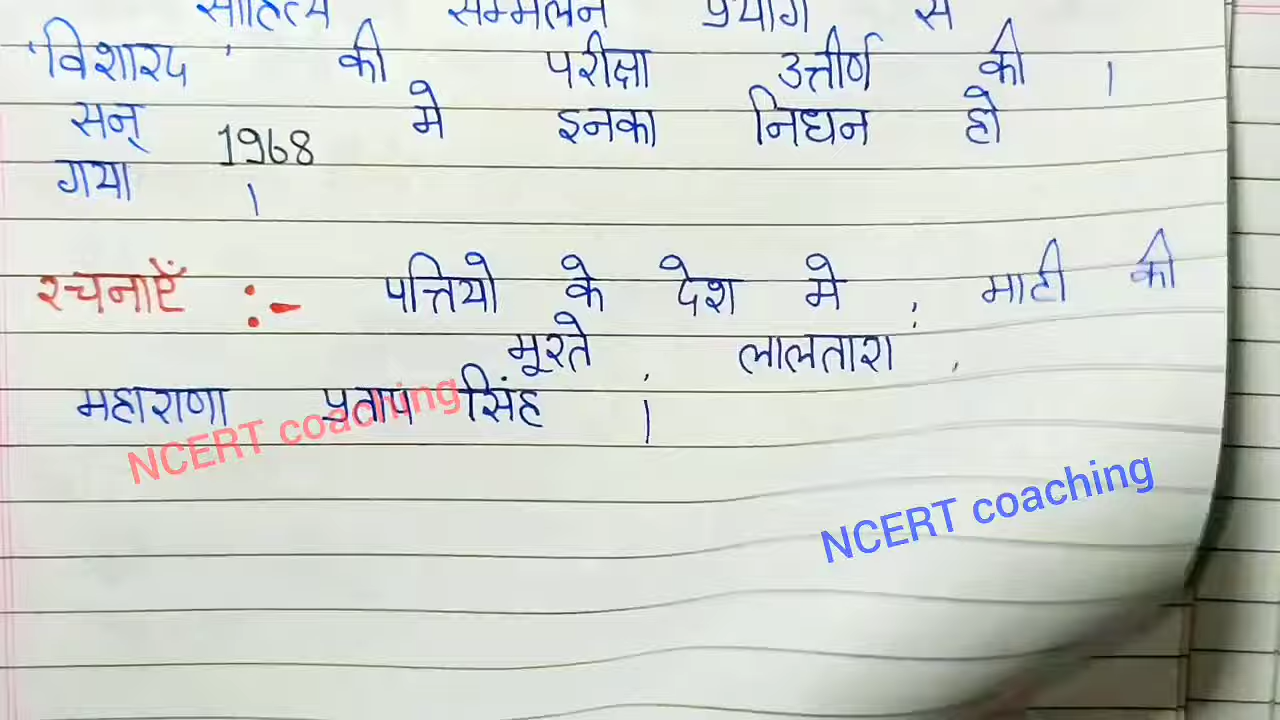 साहित्य सम्मेलन प्रयाग से
'विशारद' की परीक्षा उत्तीर्ण की ।
सन् 1968 मे इनका निधन हो
गया ।
रचनाएँ :- पत्तियो के देश मे , माटी की
मूरते , लालतारा ,
महाराणा प्रताप सिंह ।
NCERT coaching
NCERT coaching